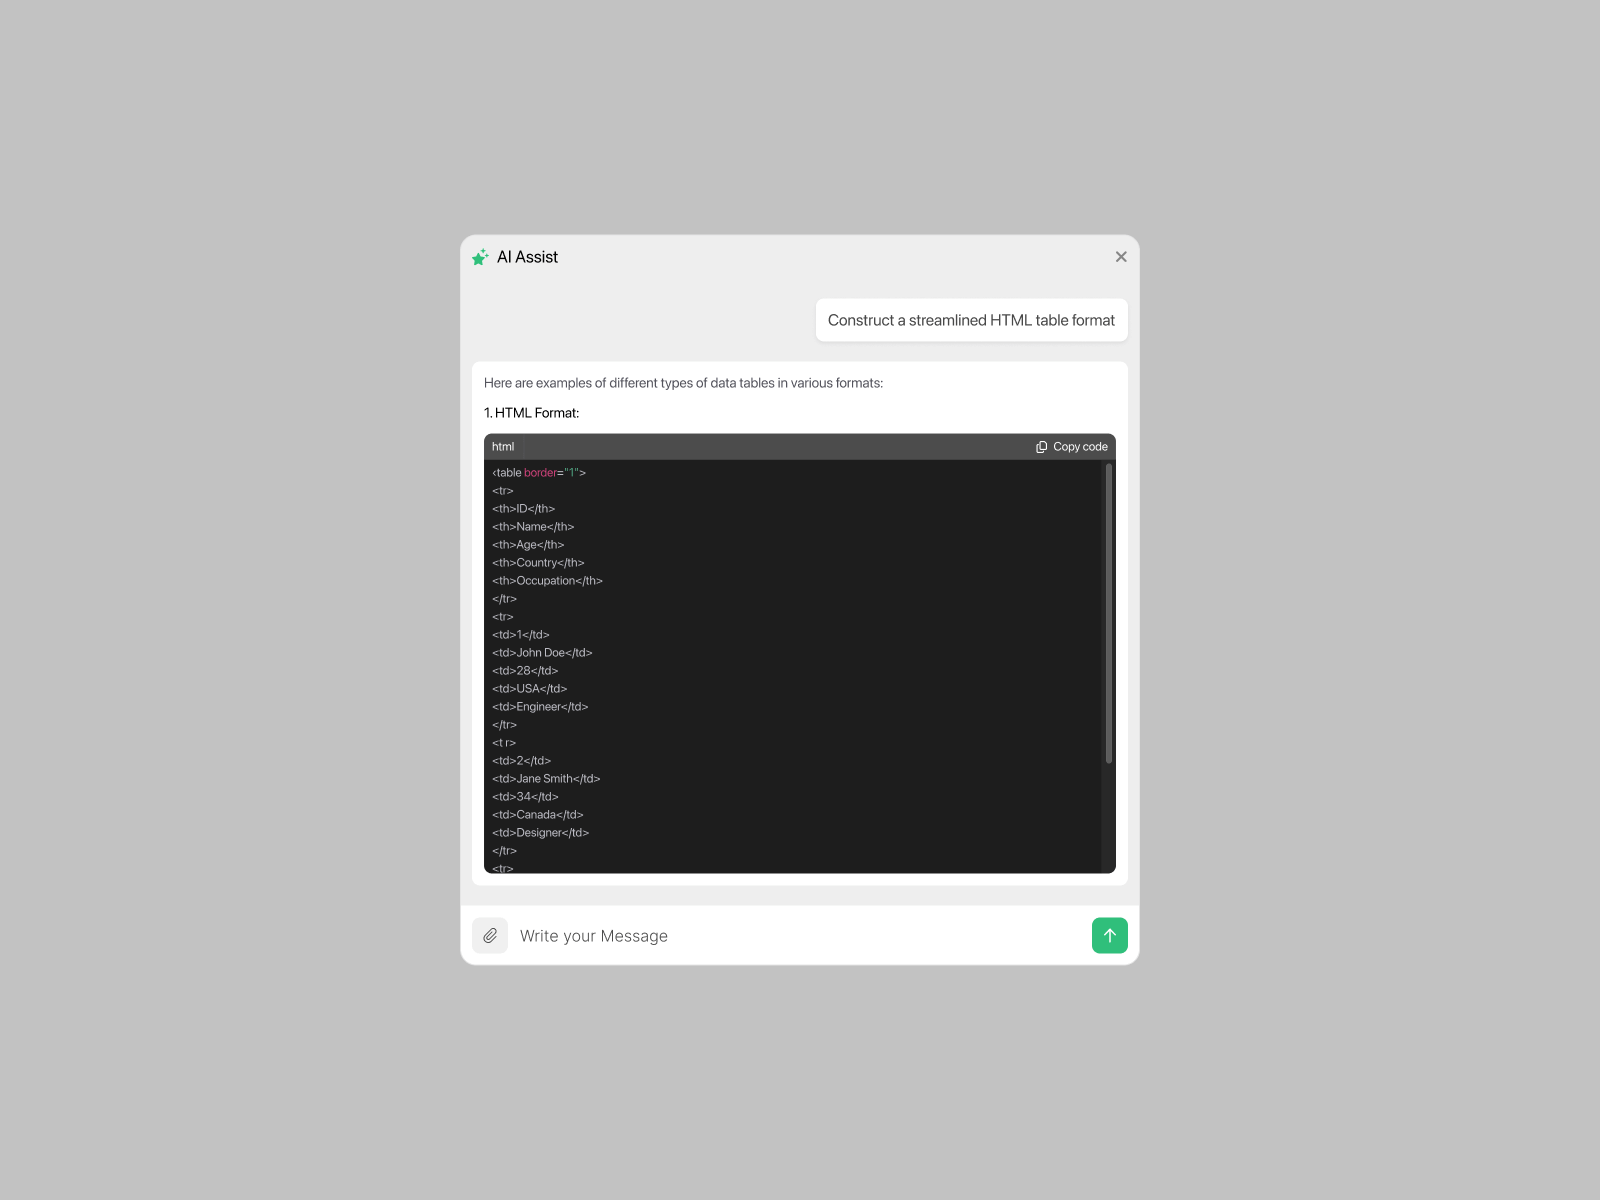 AI Assist
Construct a streamlined HTML table format
Here are examples of different types of data tables in various formats:
1. HTML Format:
html
Copy code
‹table border="1">
<tr>
<th>ID</th>
<th>Name</th>
<th>Age</th>
<th>Country</th>
<th>Occupation</th>
</tr>
<tr>
<td>1</td>
<td>John Doe</td>
<td>28</td>
<td>USA</td>
<td>Engineer</td>
</tr>
<t r>
<td>2</td>
<td>Jane Smith</td>
<td>34</td>
<td>Canada</td>
<td>Designer</td>
</tr>
<tr>
Write your Message